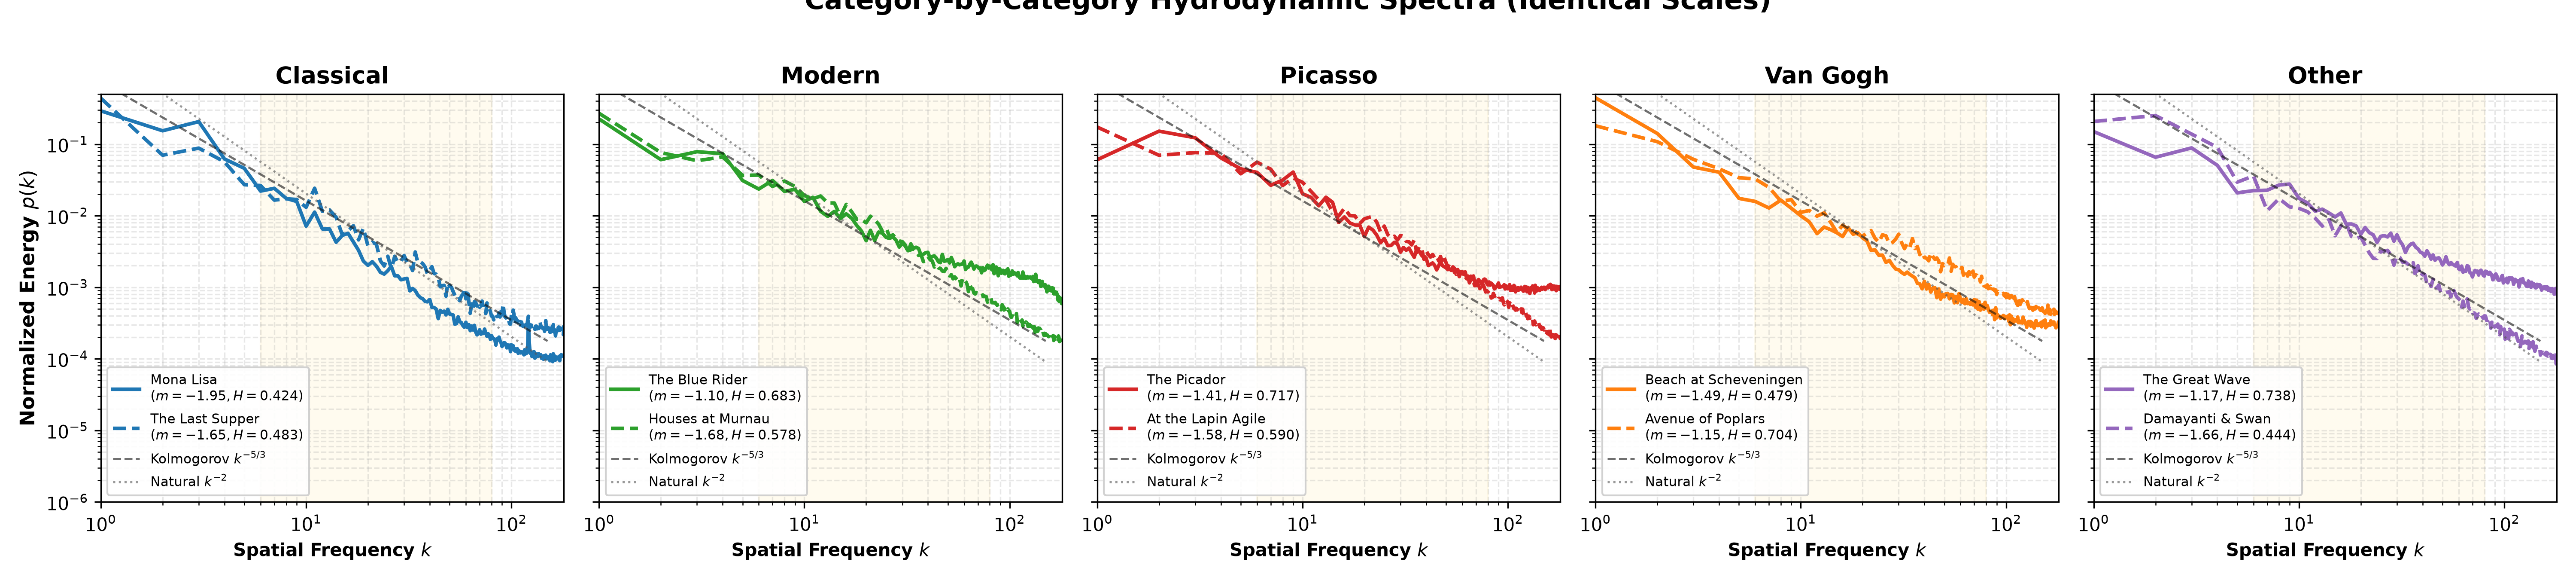 Category-by-Category Hydrodynamic Spectra (Identical Scales)
Classical
Modern
Picasso
Van Gogh
Other
Normalized Energy p(k)
10⁻¹
10⁻²
10⁻³
10⁻⁴
10⁻⁵
10⁻⁶
Mona Lisa
(m = −1.95, H = 0.424)
The Last Supper
(m = −1.65, H = 0.483)
Kolmogorov k⁻⁵/³
Natural k⁻²
10⁰
10¹
10²
Spatial Frequency k
The Blue Rider
(m = −1.10, H = 0.683)
Houses at Murnau
(m = −1.68, H = 0.578)
Kolmogorov k⁻⁵/³
Natural k⁻²
10⁰
10¹
10²
Spatial Frequency k
The Picador
(m = −1.41, H = 0.717)
At the Lapin Agile
(m = −1.58, H = 0.590)
Kolmogorov k⁻⁵/³
Natural k⁻²
10⁰
10¹
10²
Spatial Frequency k
Beach at Scheveningen
(m = −1.49, H = 0.479)
Avenue of Poplars
(m = −1.15, H = 0.704)
Kolmogorov k⁻⁵/³
Natural k⁻²
10⁰
10¹
10²
Spatial Frequency k
The Great Wave
(m = −1.17, H = 0.738)
Damayanti & Swan
(m = −1.66, H = 0.444)
Kolmogorov k⁻⁵/³
Natural k⁻²
10⁰
10¹
10²
Spatial Frequency k